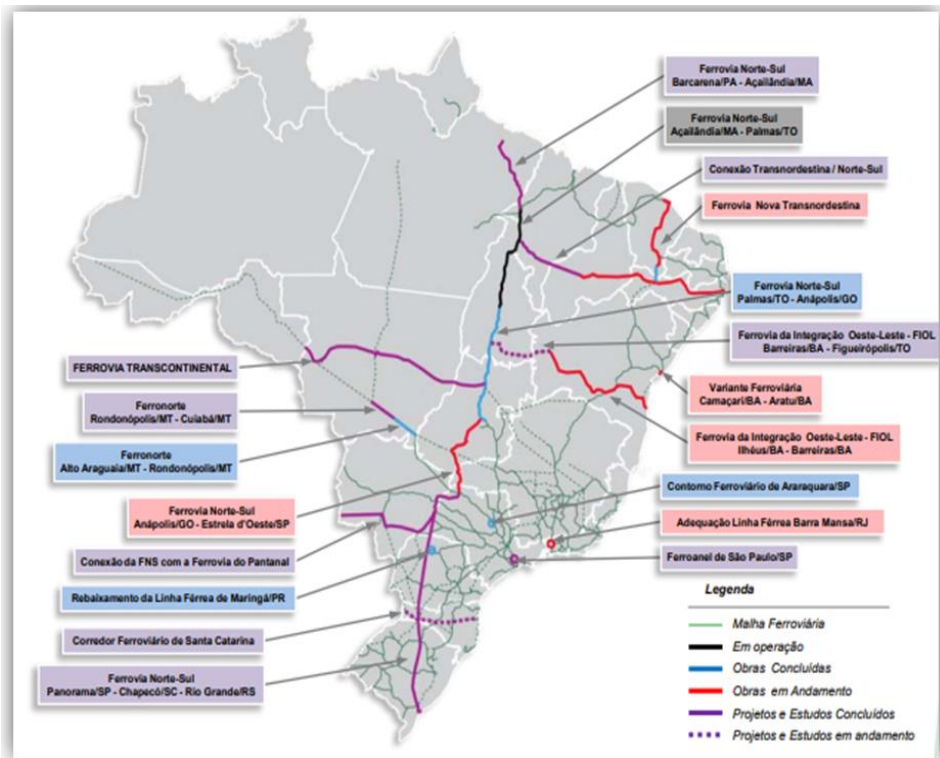 Ferrovia Norte-Sul
Barcarena/PA - Açailândia/MA
Ferrovia Norte-Sul
Açailândia/MA - Palmas/TO
Conexão Transnordestina / Norte-Sul
Ferrovia Nova Transnordestina
Ferrovia Norte-Sul
Palmas/TO - Anápolis/GO
Ferrovia da Integração Oeste-Leste - FIOL
Barreiras/BA - Figueirópolis/TO
Variante Ferroviária
Camaçari/BA - Aratu/BA
Ferrovia da Integração Oeste-Leste - FIOL
Ilhéus/BA - Barreiras/BA
Contorno Ferroviário de Araraquara/SP
Adequação Linha Férrea Barra Mansa/RJ
Ferroanel de São Paulo/SP
FERROVIA TRANSCONTINENTAL
Ferronorte
Rondonópolis/MT - Cuiabá/MT
Ferronorte
Alto Araguaia/MT - Rondonópolis/MT
Ferrovia Norte-Sul
Anápolis/GO - Estrela d'Oeste/SP
Conexão da FNS com a Ferrovia do Pantanal
Rebaixamento da Linha Férrea de Maringá/PR
Corredor Ferroviário de Santa Catarina
Ferrovia Norte-Sul
Panorama/SP - Chapecó/SC - Rio Grande/RS
Legenda
Malha Ferroviária
Em operação
Obras Concluídas
Obras em Andamento
Projetos e Estudos Concluídos
Projetos e Estudos em andamento